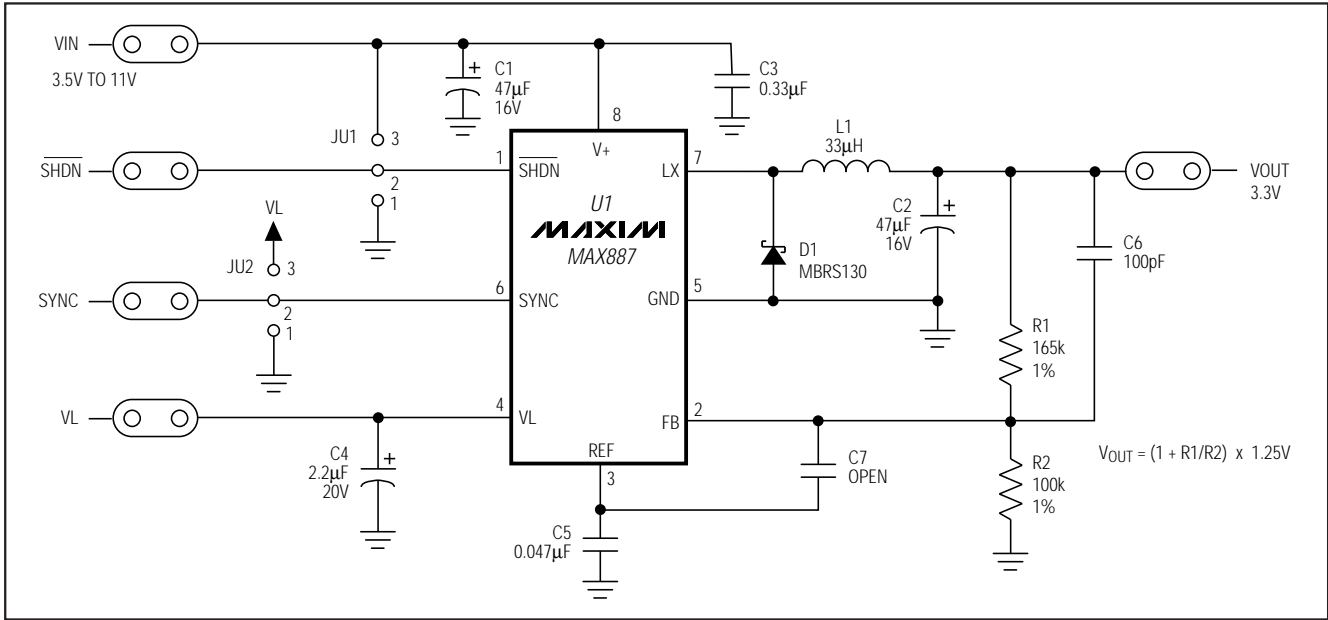 VIN
3.5V TO 11V
C1
+
47μF
16V
C3
0.33μF
JU1
3
2
1
8
V+
SHDN
1
SHDN
LX
7
L1
33μH
VOUT
3.3V
U1
MAXIM
MAX887
C2
+
47μF
16V
D1
MBRS130
C6
100pF
VL
JU2
3
2
1
SYNC
6
SYNC
GND
5
R1
165k
1%
VL
4
VL
FB
2
REF
3
C4
+
2.2μF
20V
C7
OPEN
R2
100k
1%
VOUT = (1 + R1/R2) x 1.25V
C5
0.047μF